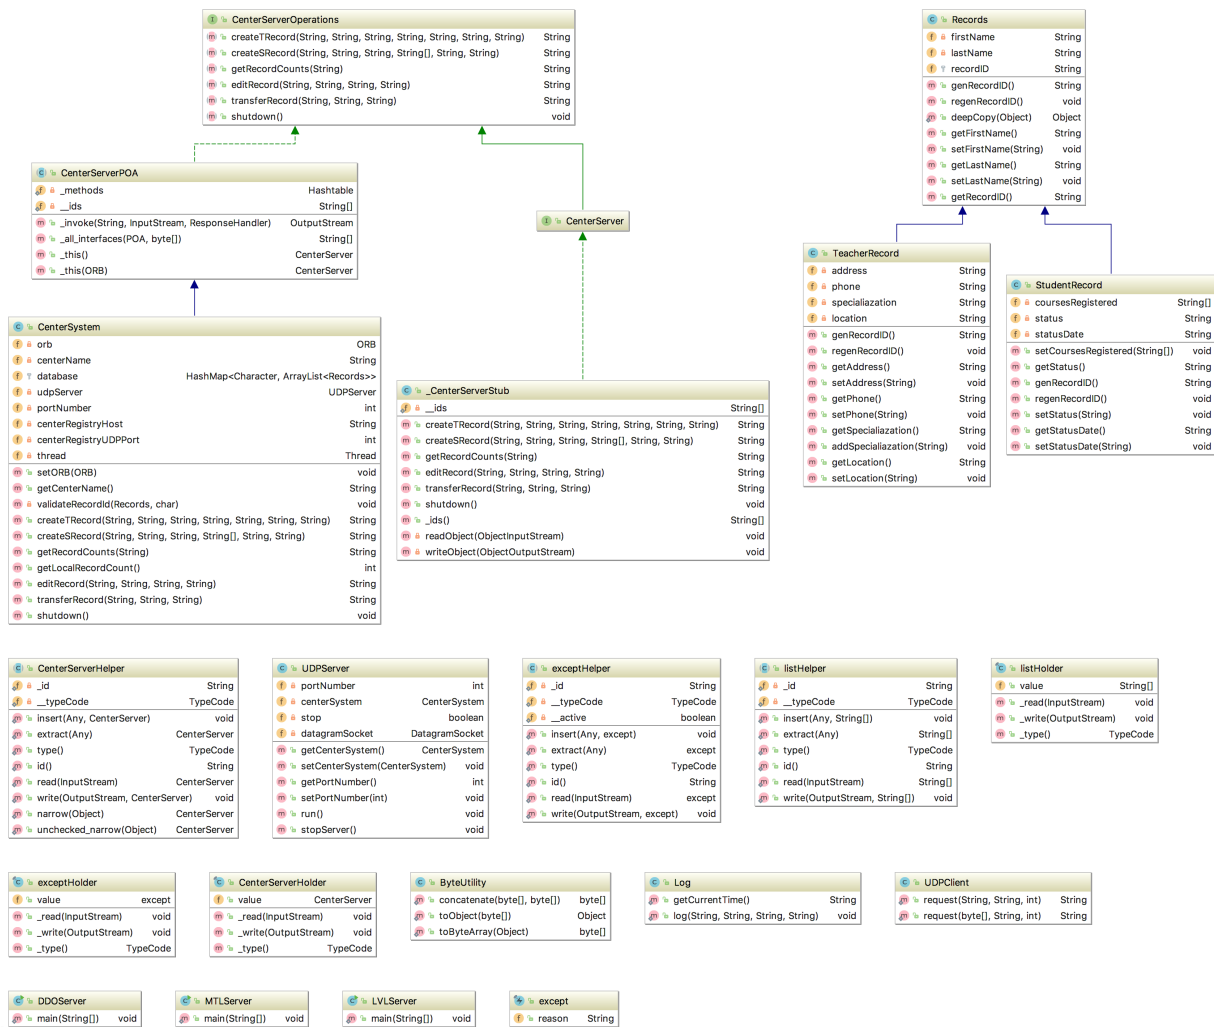 CenterServerOperations
createTRecord(String, String, String, String, String, String, String) String
createSRecord(String, String, String, String[], String, String) String
getRecordCounts(String) String
editRecord(String, String, String, String) String
transferRecord(String, String, String) String
shutdown() void
Records
firstName String
lastName String
recordID String
genRecordID() String
regenRecordID() void
deepCopy(Object) Object
getFirstName() String
setFirstName(String) void
getLastName() String
setLastName(String) void
getRecordID() String
CenterServerPOA
_methods Hashtable
__ids String[]
_invoke(String, InputStream, ResponseHandler) OutputStream
_all_interfaces(POA, byte[]) String[]
_this() CenterServer
_this(ORB) CenterServer
CenterServer
TeacherRecord
address String
phone String
specialiazation String
location String
genRecordID() String
regenRecordID() void
getAddress() String
setAddress(String) void
getPhone() String
setPhone(String) void
getSpecialiazation() String
addSpecialiazation(String) void
getLocation() String
setLocation(String) void
StudentRecord
coursesRegistered String[]
status String
statusDate String
setCoursesRegistered(String[]) void
getStatus() String
genRecordID() String
regenRecordID() void
setStatus(String) void
getStatusDate() String
setStatusDate(String) void
CenterSystem
orb ORB
centerName String
database HashMap<Character, ArrayList<Records>>
udpServer UDPServer
portNumber int
centerRegistryHost String
centerRegistryUDPPort int
thread Thread
setORB(ORB) void
getCenterName() String
validateRecordId(Records, char) void
createTRecord(String, String, String, String, String, String, String) String
createSRecord(String, String, String, String[], String, String) String
getRecordCounts(String) String
getLocalRecordCount() int
editRecord(String, String, String, String) String
transferRecord(String, String, String) String
shutdown() void
_CenterServerStub
__ids String[]
createTRecord(String, String, String, String, String, String, String) String
createSRecord(String, String, String, String[], String, String) String
getRecordCounts(String) String
editRecord(String, String, String, String) String
transferRecord(String, String, String) String
shutdown() void
_ids() String[]
readObject(ObjectInputStream) void
writeObject(ObjectOutputStream) void
CenterServerHelper
_id String
__typeCode TypeCode
insert(Any, CenterServer) void
extract(Any) CenterServer
type() TypeCode
id() String
read(InputStream) CenterServer
write(OutputStream, CenterServer) void
narrow(Object) CenterServer
unchecked_narrow(Object) CenterServer
UDPServer
portNumber int
centerSystem CenterSystem
stop boolean
datagramSocket DatagramSocket
getCenterSystem() CenterSystem
setCenterSystem(CenterSystem) void
getPortNumber() int
setPortNumber(int) void
run() void
stopServer() void
exceptHelper
_id String
__typeCode TypeCode
__active boolean
insert(Any, except) void
extract(Any) except
type() TypeCode
id() String
read(InputStream) except
write(OutputStream, except) void
listHelper
_id String
__typeCode TypeCode
insert(Any, String[]) void
extract(Any) String[]
type() TypeCode
id() String
read(InputStream) String[]
write(OutputStream, String[]) void
listHolder
value String[]
_read(InputStream) void
_write(OutputStream) void
_type() TypeCode
exceptHolder
value except
_read(InputStream) void
_write(OutputStream) void
_type() TypeCode
CenterServerHolder
value CenterServer
_read(InputStream) void
_write(OutputStream) void
_type() TypeCode
ByteUtility
concatenate(byte[], byte[]) byte[]
toObject(byte[]) Object
toByteArray(Object) byte[]
Log
getCurrentTime() String
log(String, String, String, String) void
UDPClient
request(String, String, int) String
request(byte[], String, int) String
DDOServer
main(String[]) void
MTLServer
main(String[]) void
LVLServer
main(String[]) void
except
reason String